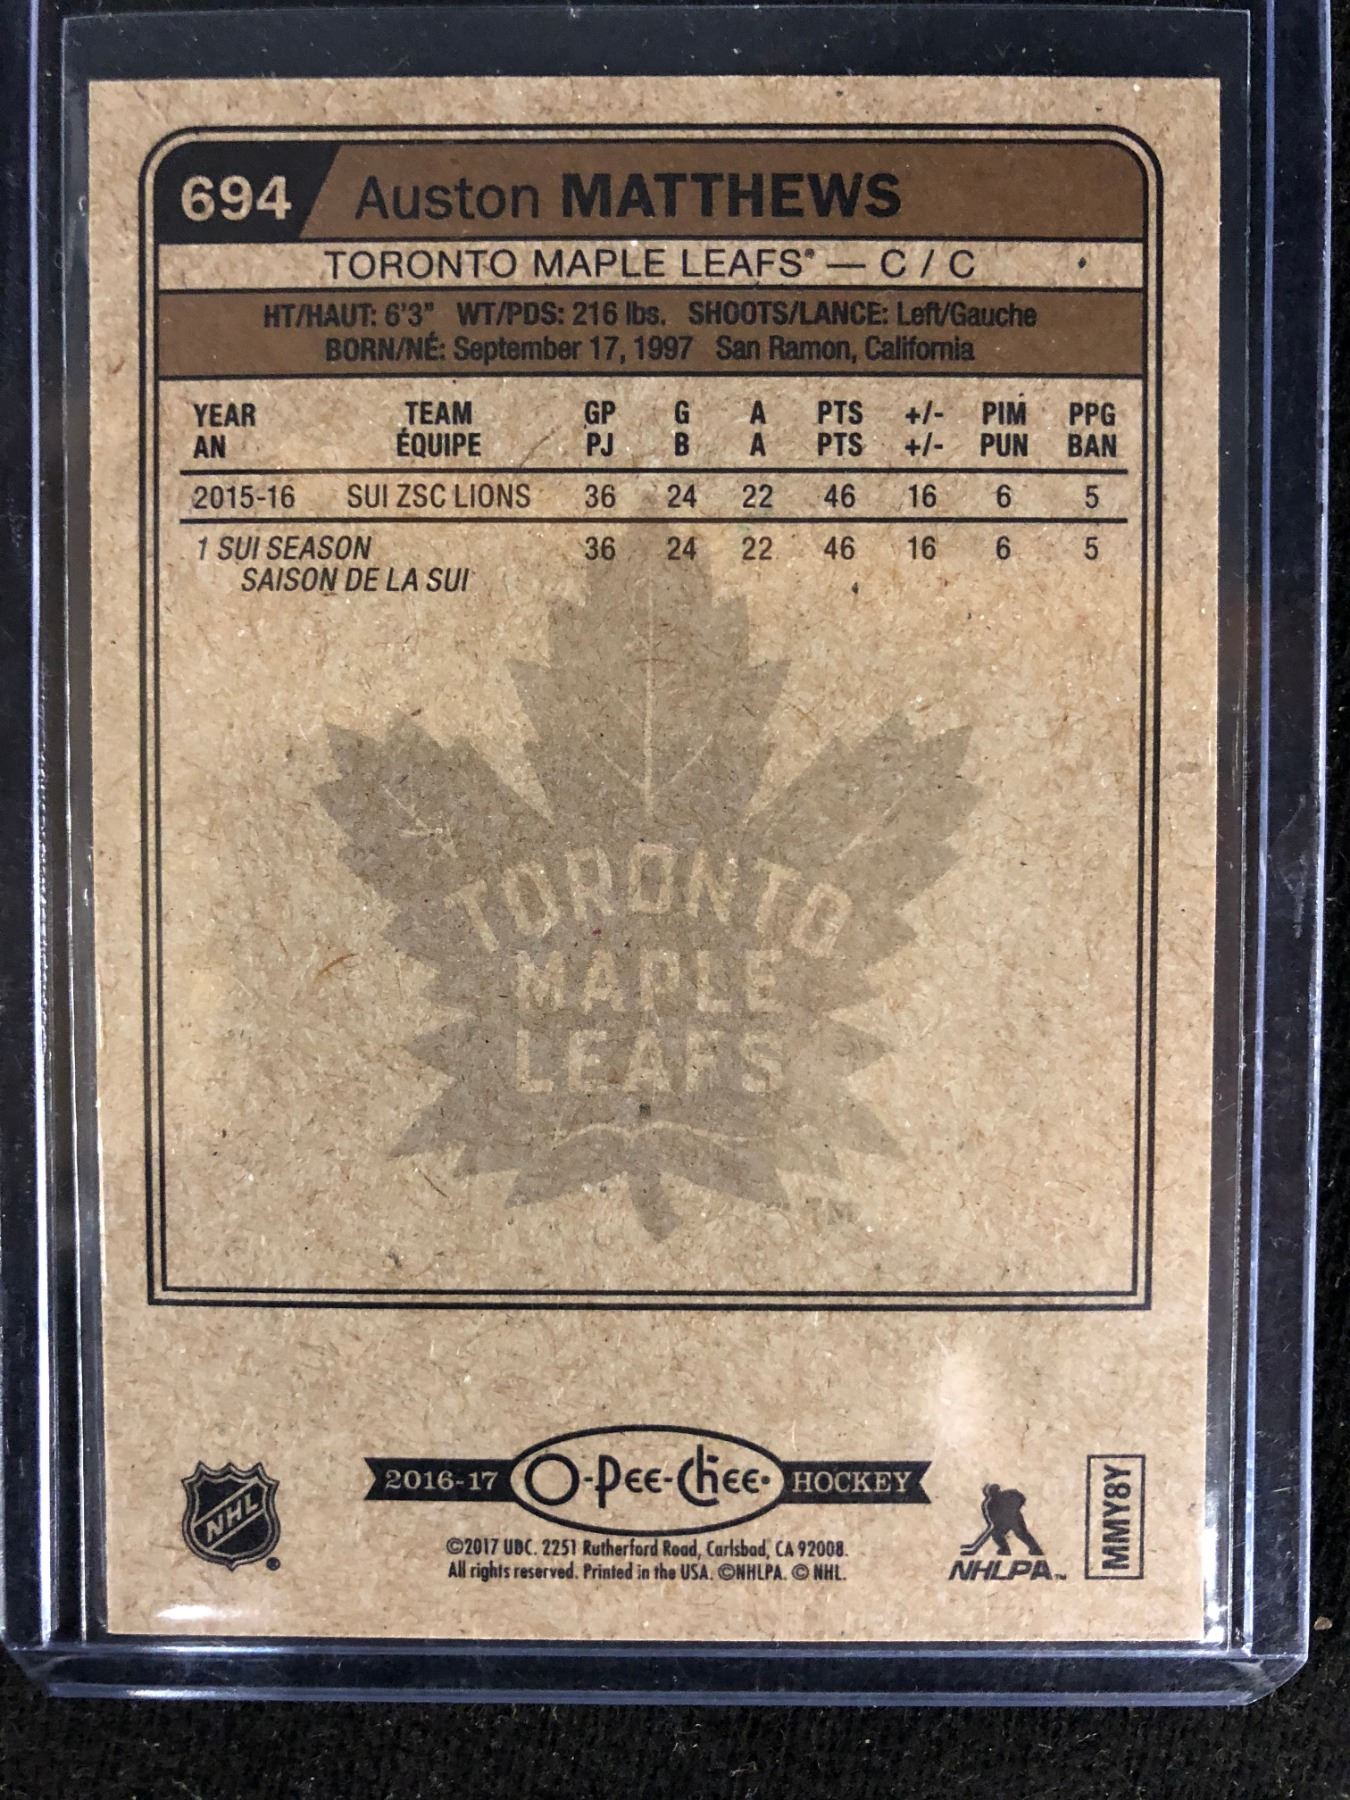 694 Auston MATTHEWS
TORONTO MAPLE LEAFS® — C / C
HT/HAUT: 6'3" WT/PDS: 216 lbs. SHOOTS/LANCE: Left/Gauche
BORN/NÉ: September 17, 1997 San Ramon, California
YEAR TEAM GP G A PTS +/- PIM PPG
AN ÉQUIPE PJ B A PTS +/- PUN BAN
2015-16 SUI ZSC LIONS 36 24 22 46 16 6 5
1 SUI SEASON 36 24 22 46 16 6 5
SAISON DE LA SUI
TORONTO
MAPLE
LEAFS
TM
NHL ®
2016-17 O-Pee-Chee HOCKEY
©2017 UDC. 2251 Rutherford Road, Carlsbad, CA 92008.
All rights reserved. Printed in the USA. ©NHLPA. © NHL.
NHLPA™
MMY8Y